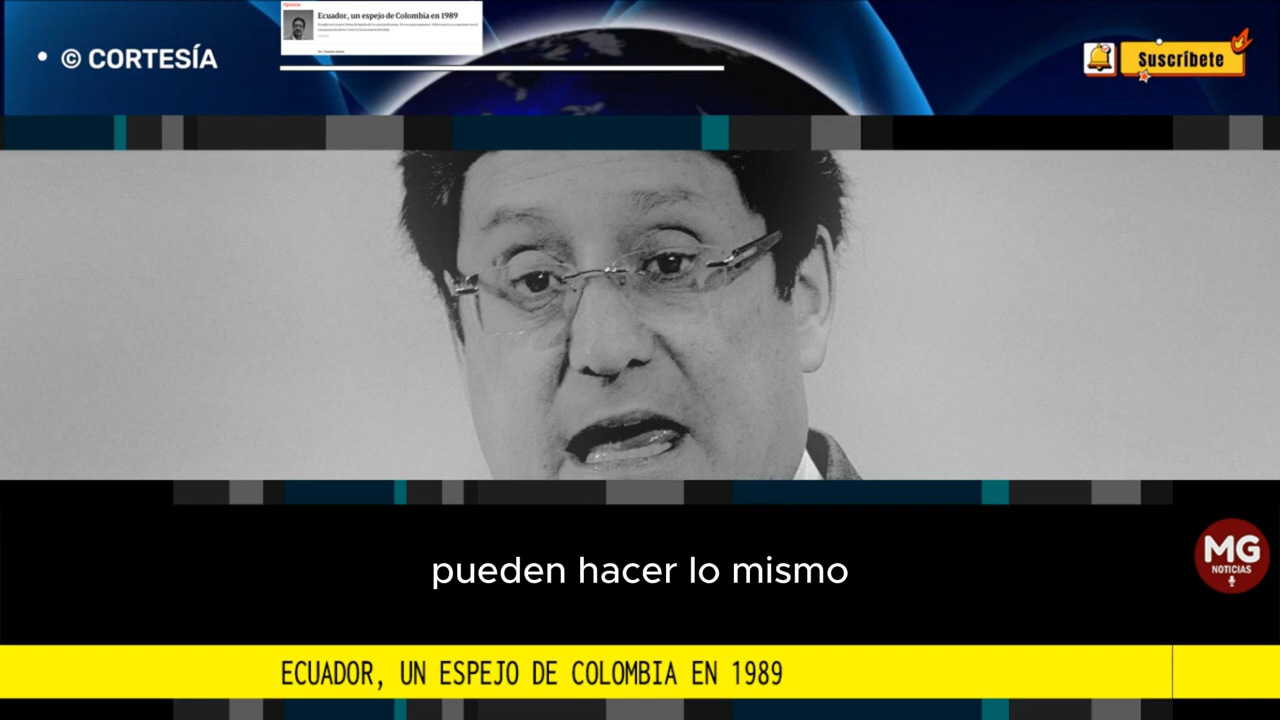 • © CORTESÍA
Opinión
Ecuador, un espejo de Colombia en 1989
Suscríbete
pueden hacer lo mismo
MG
NOTICIAS
ECUADOR, UN ESPEJO DE COLOMBIA EN 1989